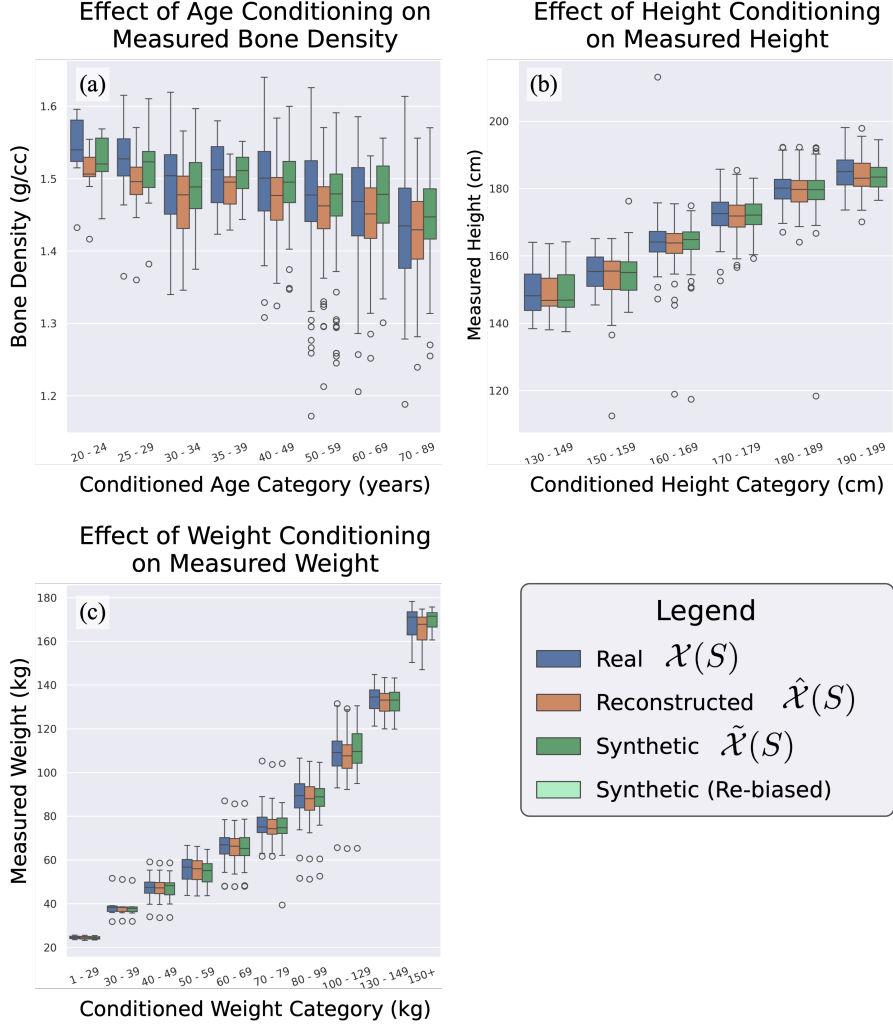 Effect of Age Conditioning on
Measured Bone Density
(a)
1.6
1.5
1.4
1.3
1.2
Bone Density (g/cc)
20 - 24
25 - 29
30 - 34
35 - 39
40 - 49
50 - 59
60 - 69
70 - 89
Conditioned Age Category (years)
Effect of Height Conditioning
on Measured Height
(b)
200
180
160
140
120
Measured Height (cm)
130 - 149
150 - 159
160 - 169
170 - 179
180 - 189
190 - 199
Conditioned Height Category (cm)
Effect of Weight Conditioning
on Measured Weight
(c)
180
160
140
120
100
80
60
40
20
Measured Weight (kg)
1 - 29
30 - 39
40 - 49
50 - 59
60 - 69
70 - 79
80 - 99
100 - 129
130 - 149
150+
Conditioned Weight Category (kg)
Legend
Real 𝒳(S)
Reconstructed 𝒳̂(S)
Synthetic 𝒳̃(S)
Synthetic (Re-biased)